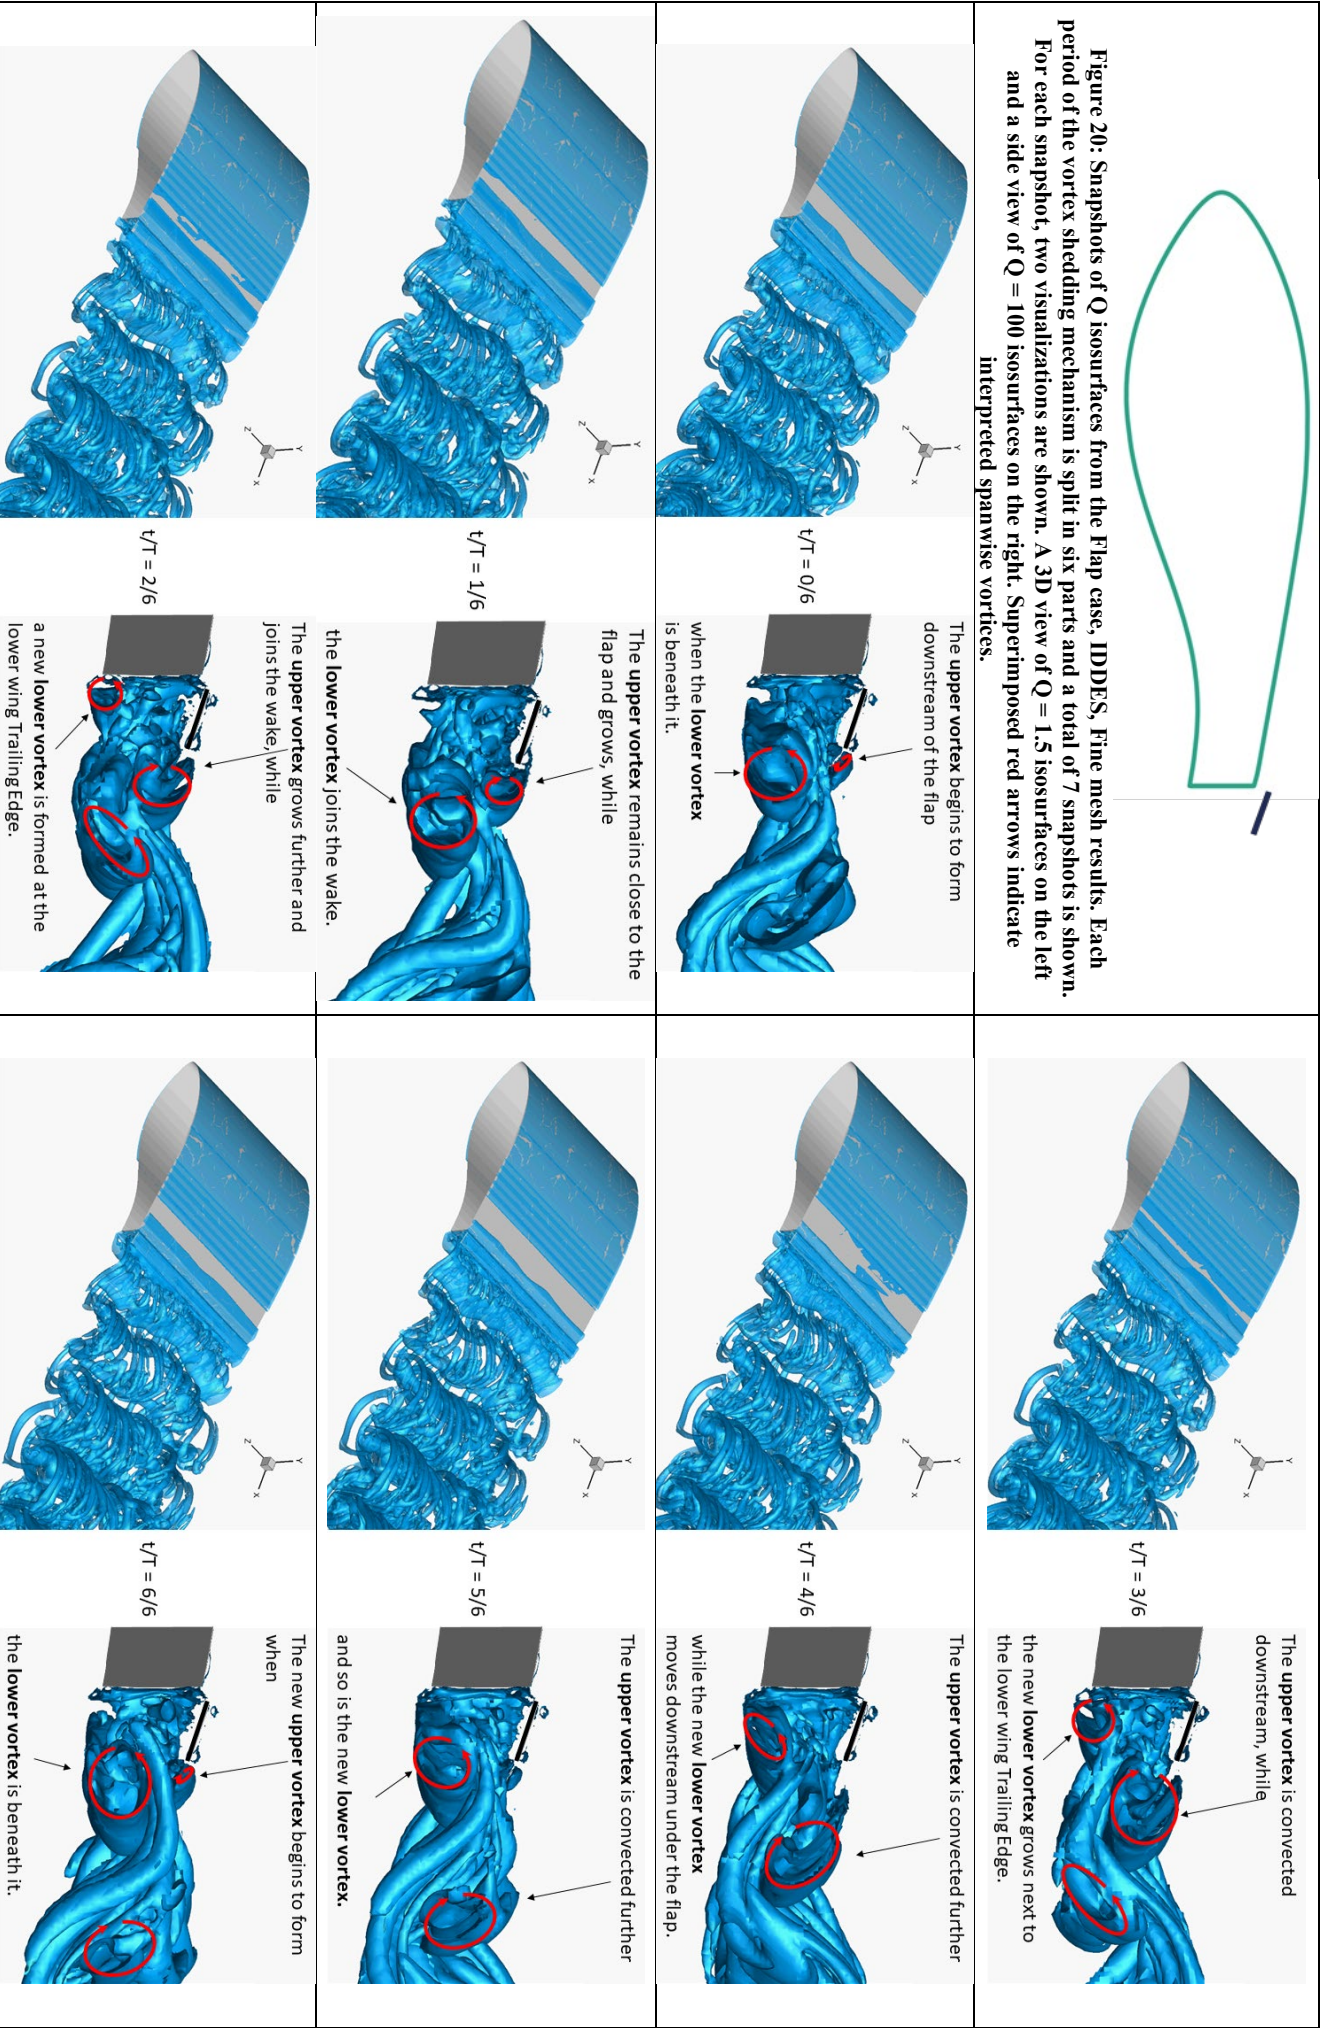 Figure 20: Snapshots of Q isosurfaces from the Flap case, IDDES, Fine mesh results. Each
period of the vortex shedding mechanism is split in six parts and a total of 7 snapshots is shown.
For each snapshot, two visualizations are shown. A 3D view of Q = 1.5 isosurfaces on the left
and a side view of Q = 100 isosurfaces on the right. Superimposed red arrows indicate
interpreted spanwise vortices.
Y
Z
X
t/T = 0/6
The upper vortex begins to form
downstream of the flap
when the lower vortex
is beneath it.
Y
Z
X
t/T = 1/6
The upper vortex remains close to the
flap and grows, while
the lower vortex joins the wake.
Y
Z
X
t/T = 2/6
The upper vortex grows further and
joins the wake, while
a new lower vortex is formed at the
lower wing Trailing Edge.
Y
Z
X
t/T = 3/6
The upper vortex is convected
downstream, while
the new lower vortex grows next to
the lower wing Trailing Edge.
Y
Z
X
t/T = 4/6
The upper vortex is convected further
while the new lower vortex
moves downstream under the flap.
Y
Z
X
t/T = 5/6
The upper vortex is convected further
and so is the new lower vortex.
Y
Z
X
t/T = 6/6
The new upper vortex begins to form
when
the lower vortex is beneath it.